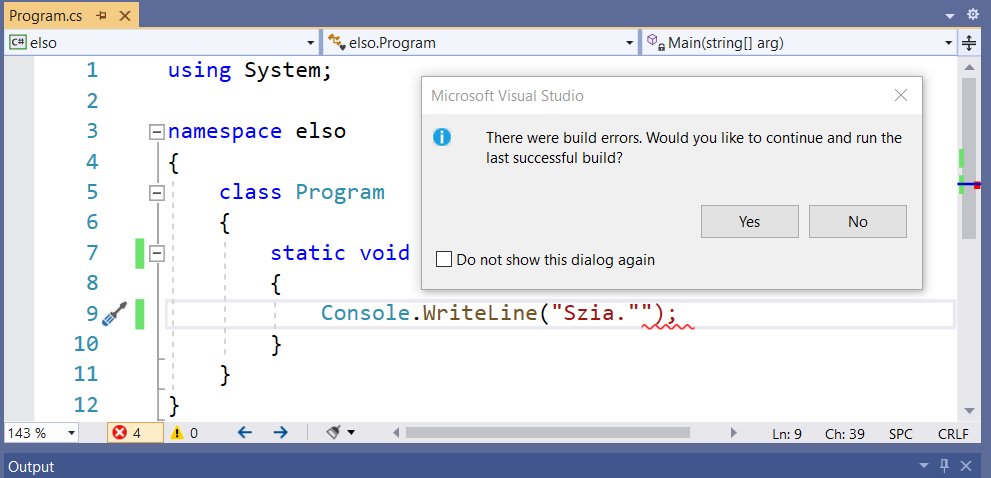 Program.cs
C# elso
elso.Program
Main(string[] arg)
1 using System;
2
3 namespace elso
4 {
5 class Program
6 {
7 static void
8 {
9 Console.WriteLine("Szia."");
10 }
11 }
12 }
Microsoft Visual Studio
There were build errors. Would you like to continue and run the
last successful build?
Yes
No
Do not show this dialog again
143 %
4
0
Ln: 9
Ch: 39
SPC
CRLF
Output